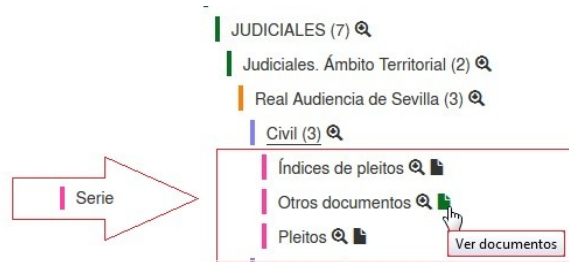 JUDICIALES (7)
Judiciales. Ámbito Territorial (2)
Real Audiencia de Sevilla (3)
Civil (3)
Índices de pleitos
Serie
Otros documentos
Pleitos
Ver documentos